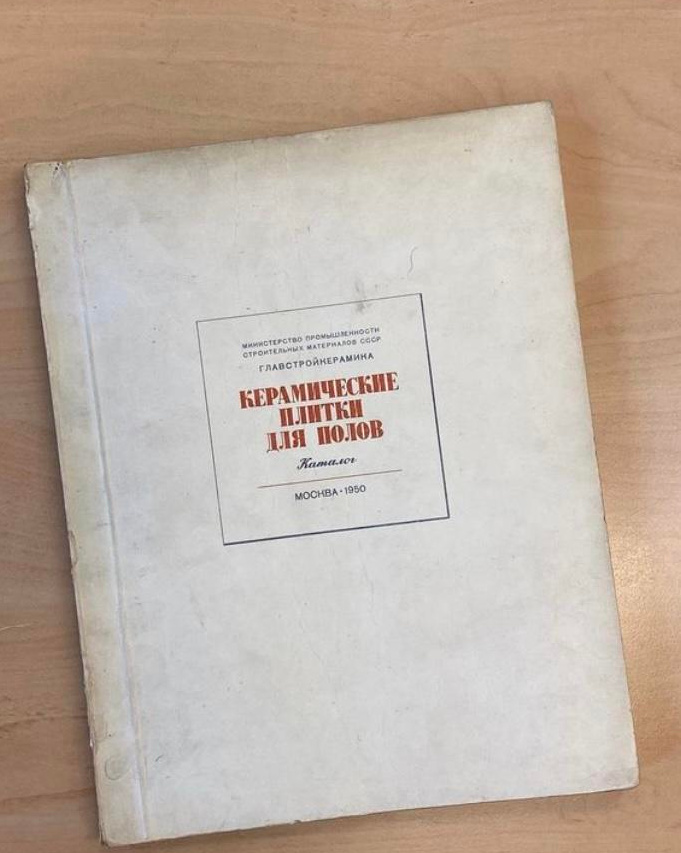 МИНИСТЕРСТВО ПРОМЫШЛЕННОСТИ
СТРОИТЕЛЬНЫХ МАТЕРИАЛОВ СССР
ГЛАВСТРОЙКЕРАМИКА
КЕРАМИЧЕСКИЕ
ПЛИТКИ
ДЛЯ ПОЛОВ
Каталог
МОСКВА • 1950